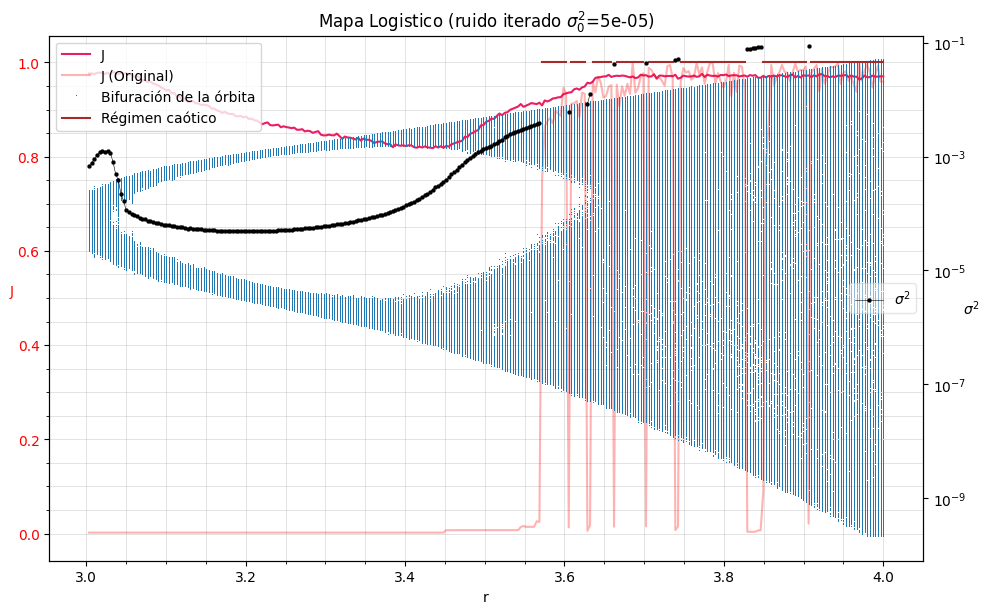 Mapa Logistico (ruido iterado σ₀²=5e-05)
J
J (Original)
Bifuración de la órbita
Régimen caótico
1.0
0.8
0.6
0.4
0.2
0.0
J
10⁻¹
10⁻³
10⁻⁵
10⁻⁷
10⁻⁹
σ²
σ²
3.0
3.2
3.4
3.6
3.8
4.0
r